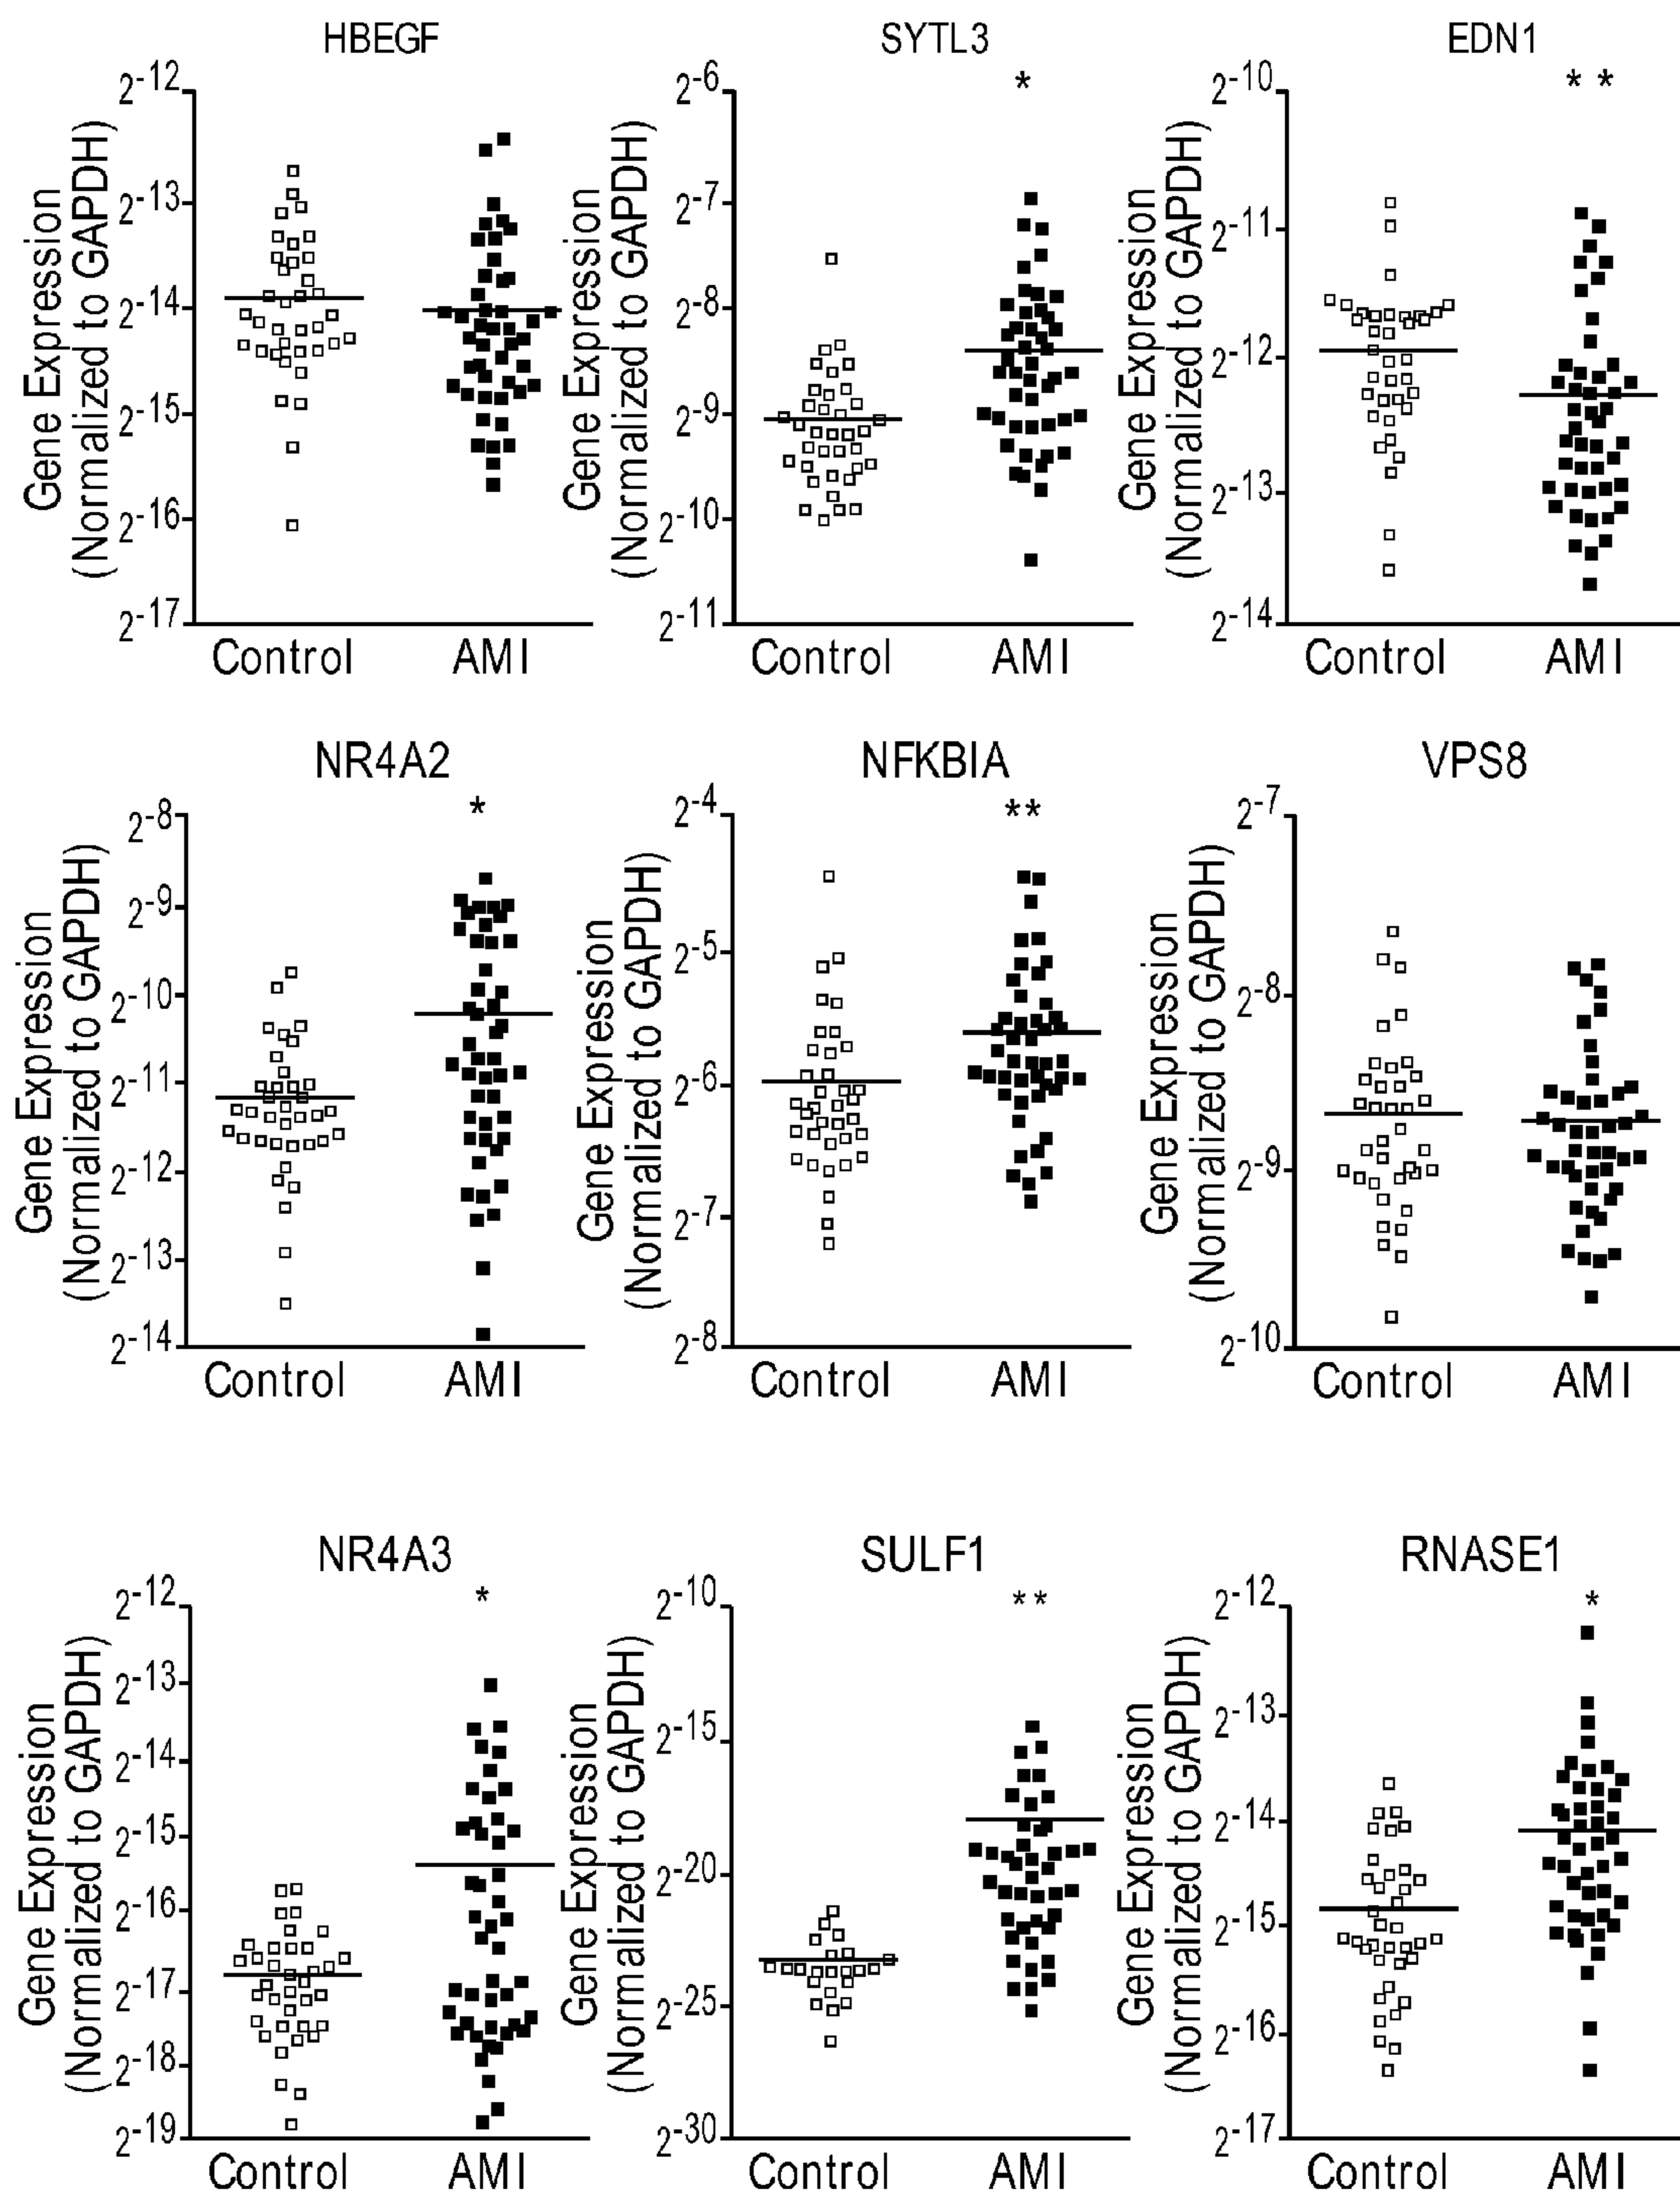 HBEGF
SYTL3
EDN1
*
* *
Gene Expression
(Normalized to GAPDH)
2-12
2-13
2-14
2-15
2-16
2-17
Control
AMI
Gene Expression
(Normalized to GAPDH)
2-6
2-7
2-8
2-9
2-10
2-11
Control
AMI
Gene Expression
(Normalized to GAPDH)
2-10
2-11
2-12
2-13
2-14
Control
AMI
NR4A2
NFKBIA
VPS8
*
**
Gene Expression
(Normalized to GAPDH)
2-8
2-9
2-10
2-11
2-12
2-13
2-14
Control
AMI
Gene Expression
(Normalized to GAPDH)
2-4
2-5
2-6
2-7
2-8
Control
AMI
Gene Expression
(Normalized to GAPDH)
2-7
2-8
2-9
2-10
Control
AMI
NR4A3
SULF1
RNASE1
*
**
*
Gene Expression
(Normalized to GAPDH)
2-12
2-13
2-14
2-15
2-16
2-17
2-18
2-19
Control
AMI
Gene Expression
(Normalized to GAPDH)
2-10
2-15
2-20
2-25
2-30
Control
AMI
Gene Expression
(Normalized to GAPDH)
2-12
2-13
2-14
2-15
2-16
2-17
Control
AMI